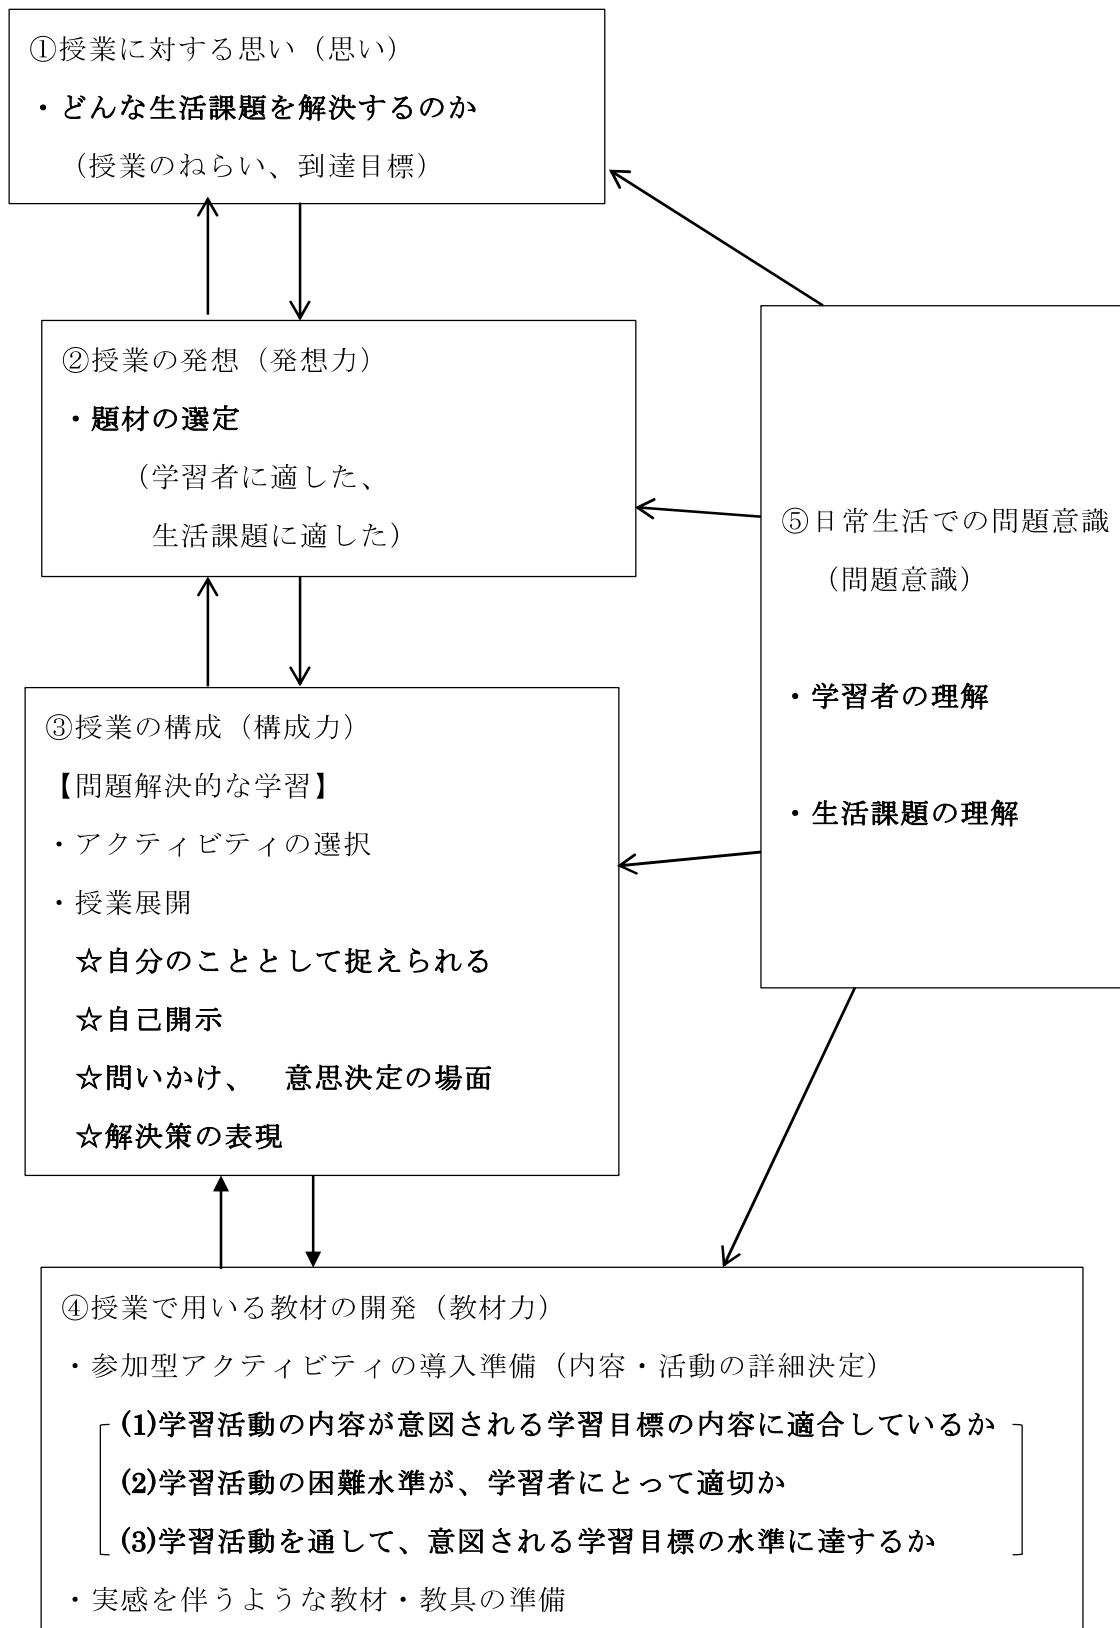 ①授業に対する思い（思い）
・どんな生活課題を解決するのか
（授業のねらい、到達目標）
②授業の発想（発想力）
・題材の選定
（学習者に適した、
生活課題に適した）
③授業の構成（構成力）
【問題解決的な学習】
・アクティビティの選択
・授業展開
☆自分のこととして捉えられる
☆自己開示
☆問いかけ、　意思決定の場面
☆解決策の表現
④授業で用いる教材の開発（教材力）
・参加型アクティビティの導入準備（内容・活動の詳細決定）
(1)学習活動の内容が意図される学習目標の内容に適合しているか
(2)学習活動の困難水準が、学習者にとって適切か
(3)学習活動を通して、意図される学習目標の水準に達するか
・実感を伴うような教材・教具の準備
⑤日常生活での問題意識
（問題意識）
・学習者の理解
・生活課題の理解